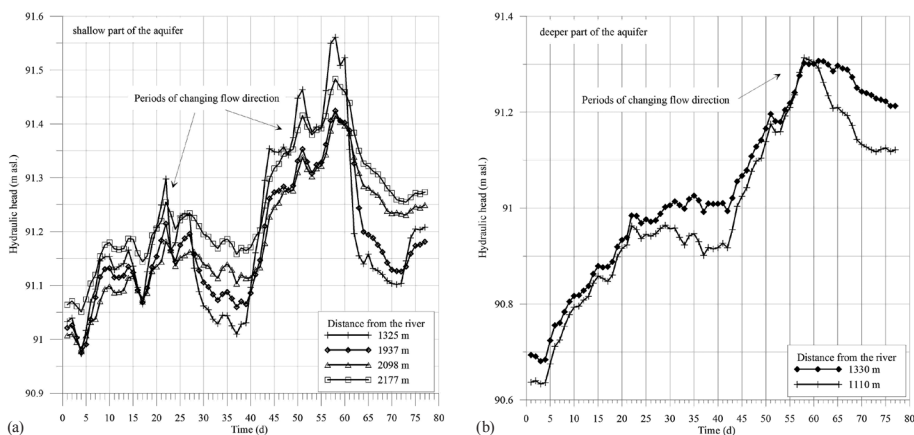 shallow part of the aquifer
Periods of changing flow direction
Hydraulic head (m asl.)
91.6
91.5
91.4
91.3
91.2
91.1
91
90.9
0 5 10 15 20 25 30 35 40 45 50 55 60 65 70 75 80
Time (d)
Distance from the river
1325 m
1937 m
2098 m
2177 m
(a)
deeper part of the aquifer
Periods of changing flow direction
Hydraulic head (m asl.)
91.4
91.2
91
90.8
90.6
0 5 10 15 20 25 30 35 40 45 50 55 60 65 70 75 80
Time (d)
Distance from the river
1330 m
1110 m
(b)